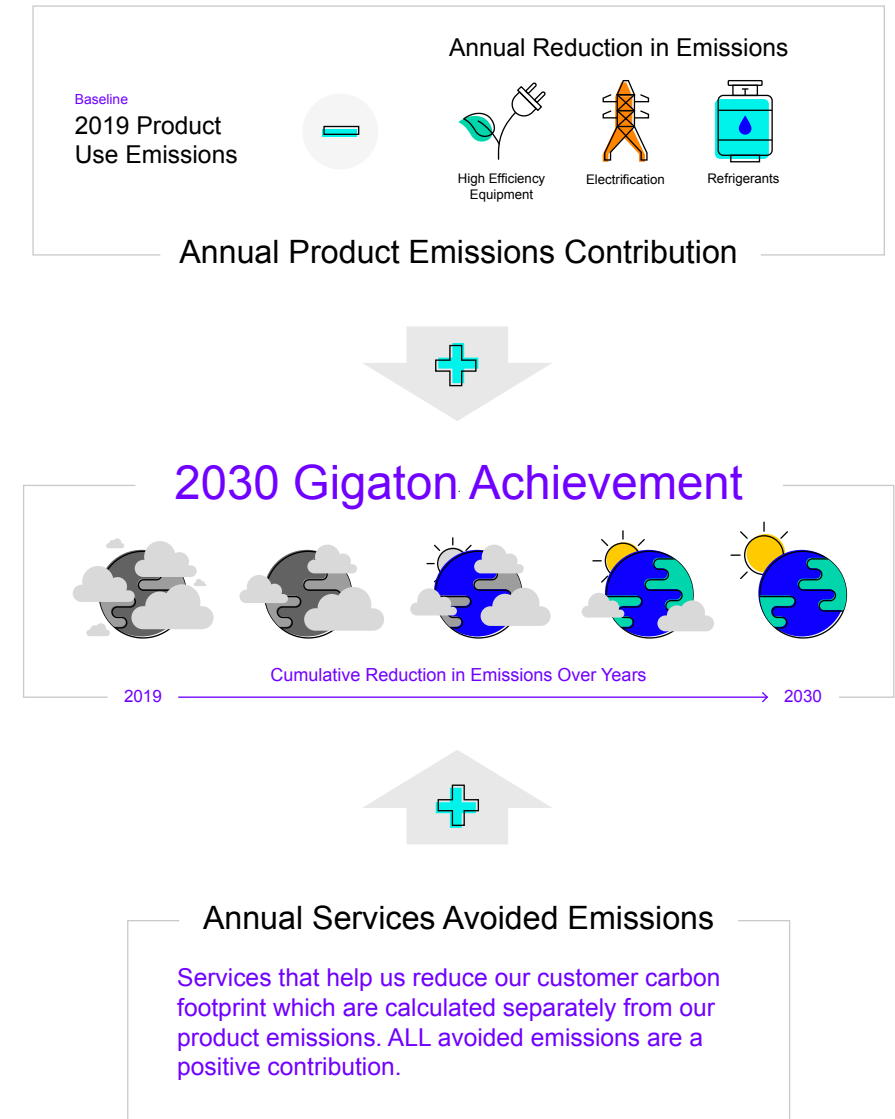 Annual Reduction in Emissions
Baseline
2019 Product
Use Emissions
High Efficiency
Equipment
Electrification
Refrigerants
Annual Product Emissions Contribution
2030 Gigaton Achievement
Cumulative Reduction in Emissions Over Years
2019
2030
Annual Services Avoided Emissions
Services that help us reduce our customer carbon
footprint which are calculated separately from our
product emissions. ALL avoided emissions are a
positive contribution.